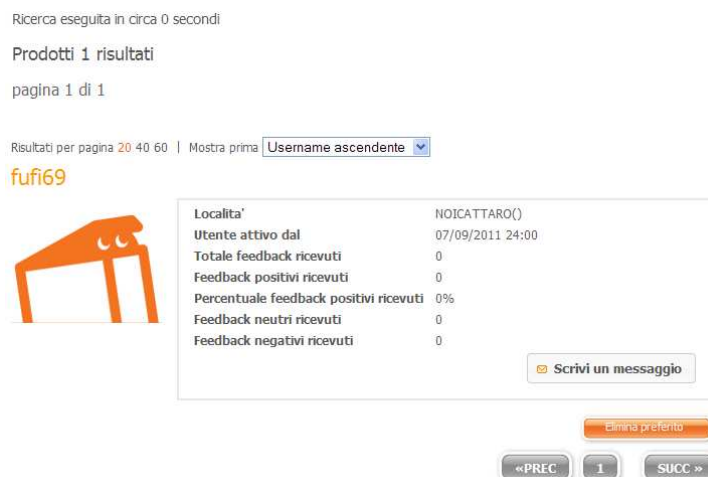 Ricerca eseguita in circa 0 secondi
Prodotti 1 risultati
pagina 1 di 1
Risultati per pagina 20 40 60 | Mostra prima Username ascendente
fufi69
Localita' NOICATTARO()
Utente attivo dal 07/09/2011 24:00
Totale feedback ricevuti 0
Feedback positivi ricevuti 0
Percentuale feedback positivi ricevuti 0%
Feedback neutri ricevuti 0
Feedback negativi ricevuti 0
Scrivi un messaggio
Elimina preferito
«PREC 1 SUCC »